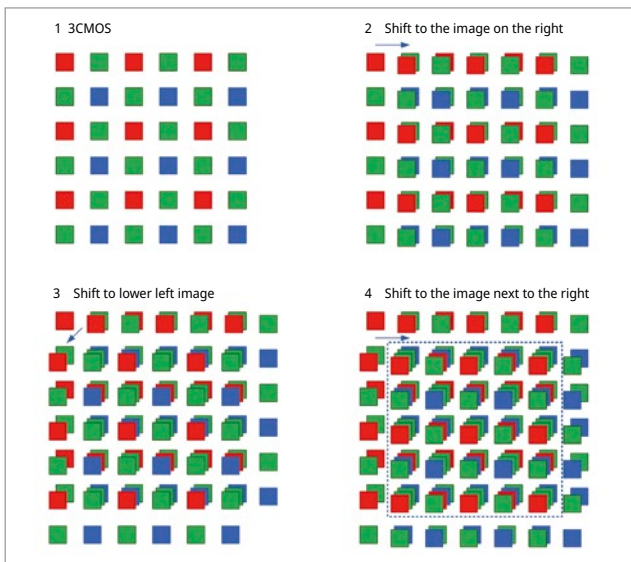 1 3CMOS
2 Shift to the image on the right
3 Shift to lower left image
4 Shift to the image next to the right